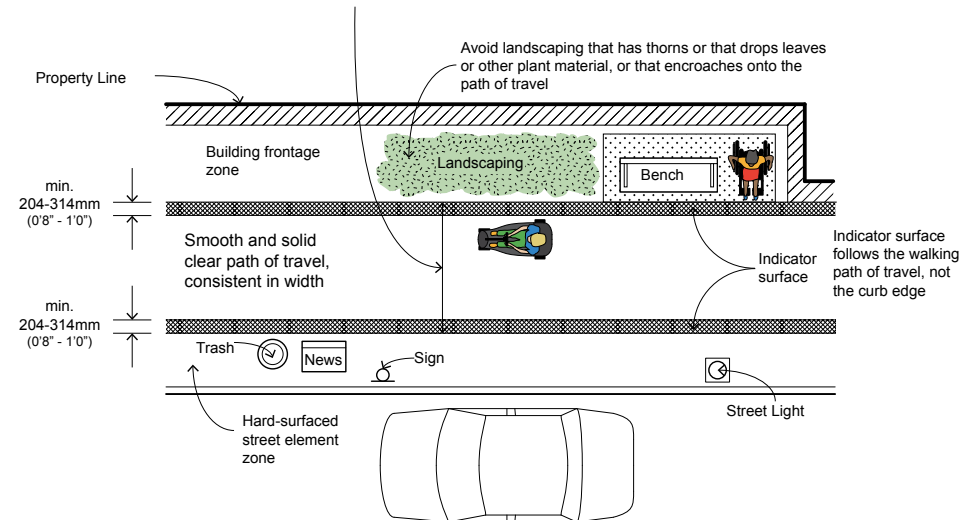 Avoid landscaping that has thorns or that drops leaves
or other plant material, or that encroaches onto the
path of travel
Property Line
Building frontage
zone
Landscaping
Bench
min.
204-314mm
(0'8" - 1'0")
Smooth and solid
clear path of travel,
consistent in width
Indicator
surface
Indicator surface
follows the walking
path of travel, not
the curb edge
min.
204-314mm
(0'8" - 1'0")
Trash
News
Sign
Street Light
Hard-surfaced
street element
zone